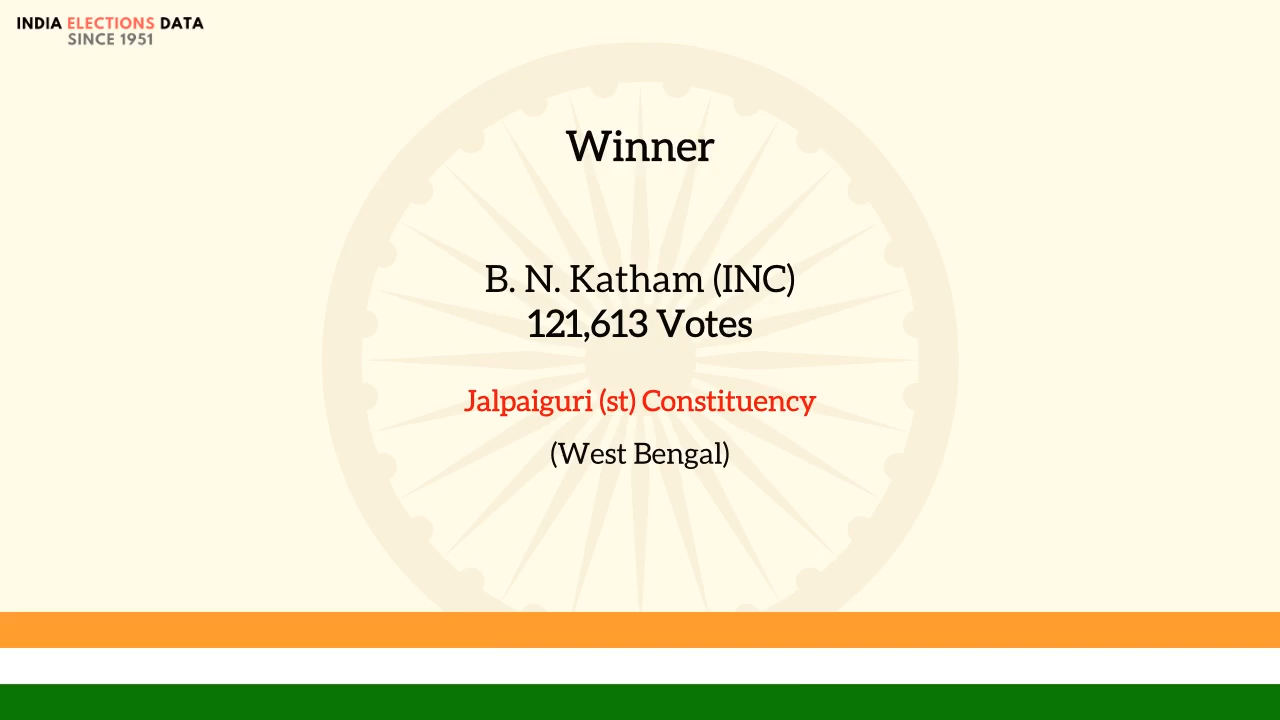 INDIA ELECTIONS DATA
SINCE 1951
Winner
B. N. Katham (INC)
121,613 Votes
Jalpaiguri (st) Constituency
(West Bengal)